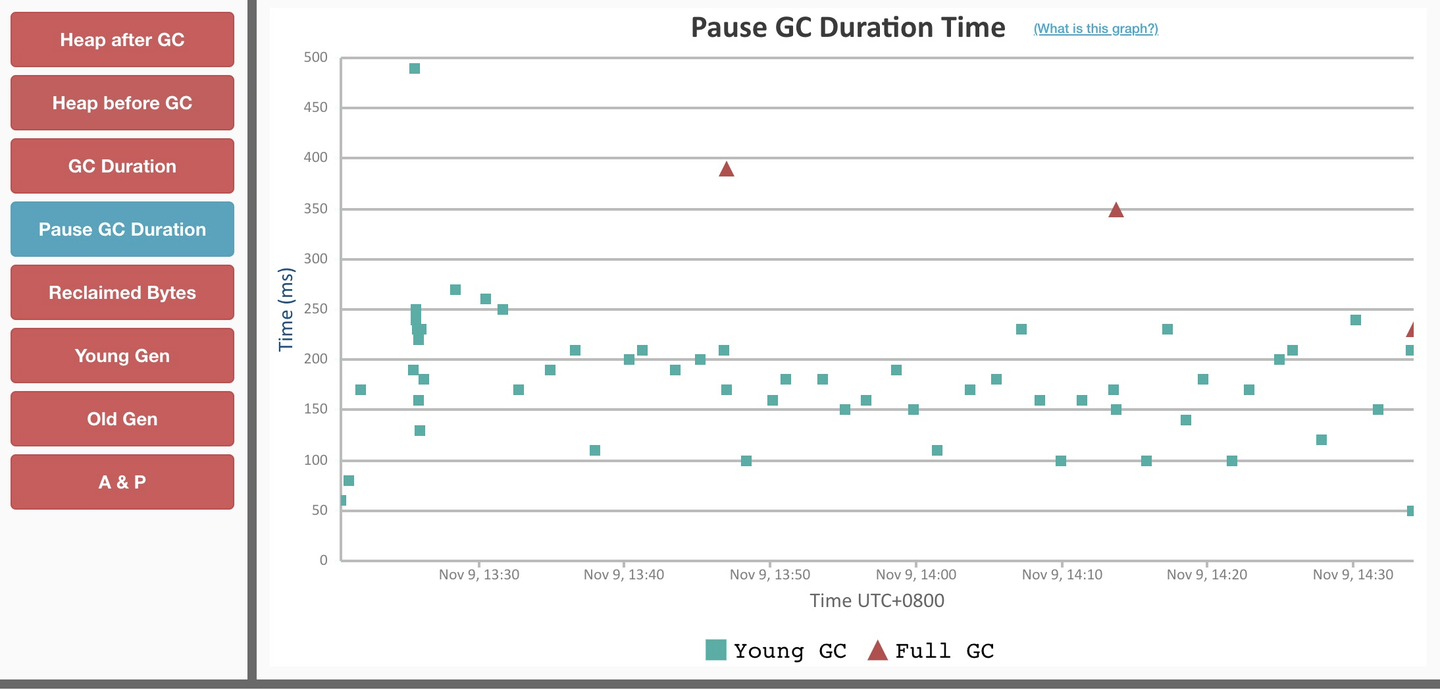 Heap after GC
Heap before GC
GC Duration
Pause GC Duration
Reclaimed Bytes
Young Gen
Old Gen
A & P
Pause GC Duration Time (What is this graph?)
500
450
400
350
300
250
200
150
100
50
0
Time (ms)
Nov 9, 13:30 Nov 9, 13:40 Nov 9, 13:50 Nov 9, 14:00 Nov 9, 14:10 Nov 9, 14:20 Nov 9, 14:30
Time UTC+0800
Young GC Full GC